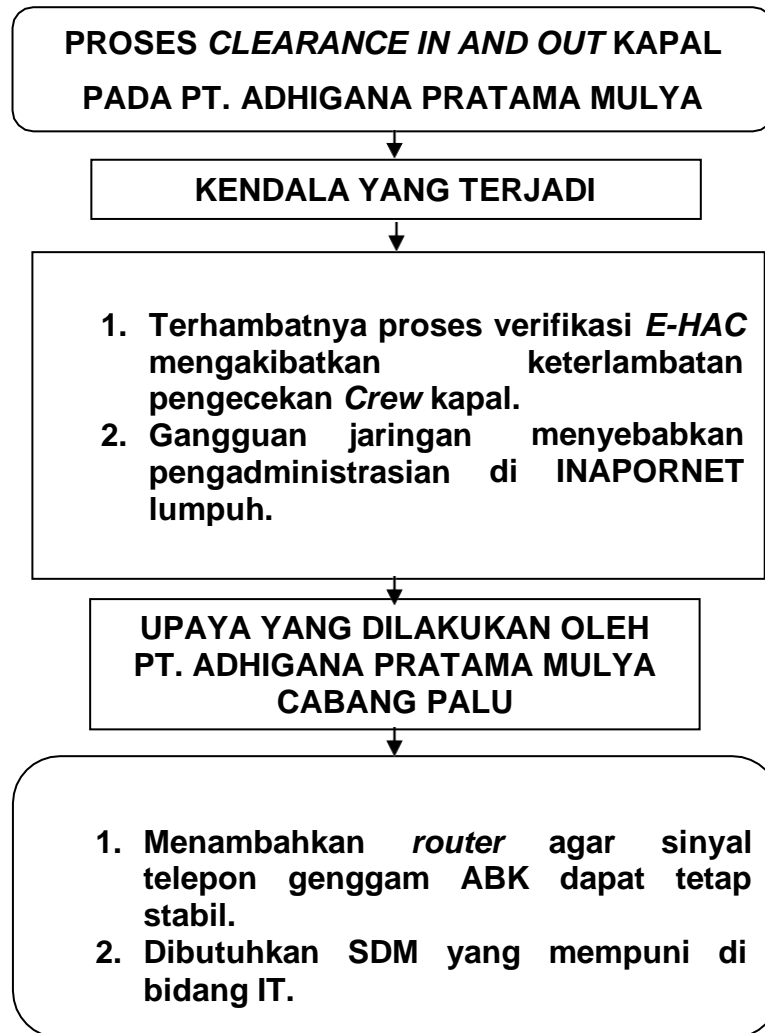 PROSES CLEARANCE IN AND OUT KAPAL
PADA PT. ADHIGANA PRATAMA MULYA
KENDALA YANG TERJADI
1. Terhambatnya proses verifikasi E-HAC
mengakibatkan keterlambatan
pengecekan Crew kapal.
2. Gangguan jaringan menyebabkan
pengadministrasian di INAPORNET
lumpuh.
UPAYA YANG DILAKUKAN OLEH
PT. ADHIGANA PRATAMA MULYA
CABANG PALU
1. Menambahkan router agar sinyal
telepon genggam ABK dapat tetap
stabil.
2. Dibutuhkan SDM yang mempuni di
bidang IT.